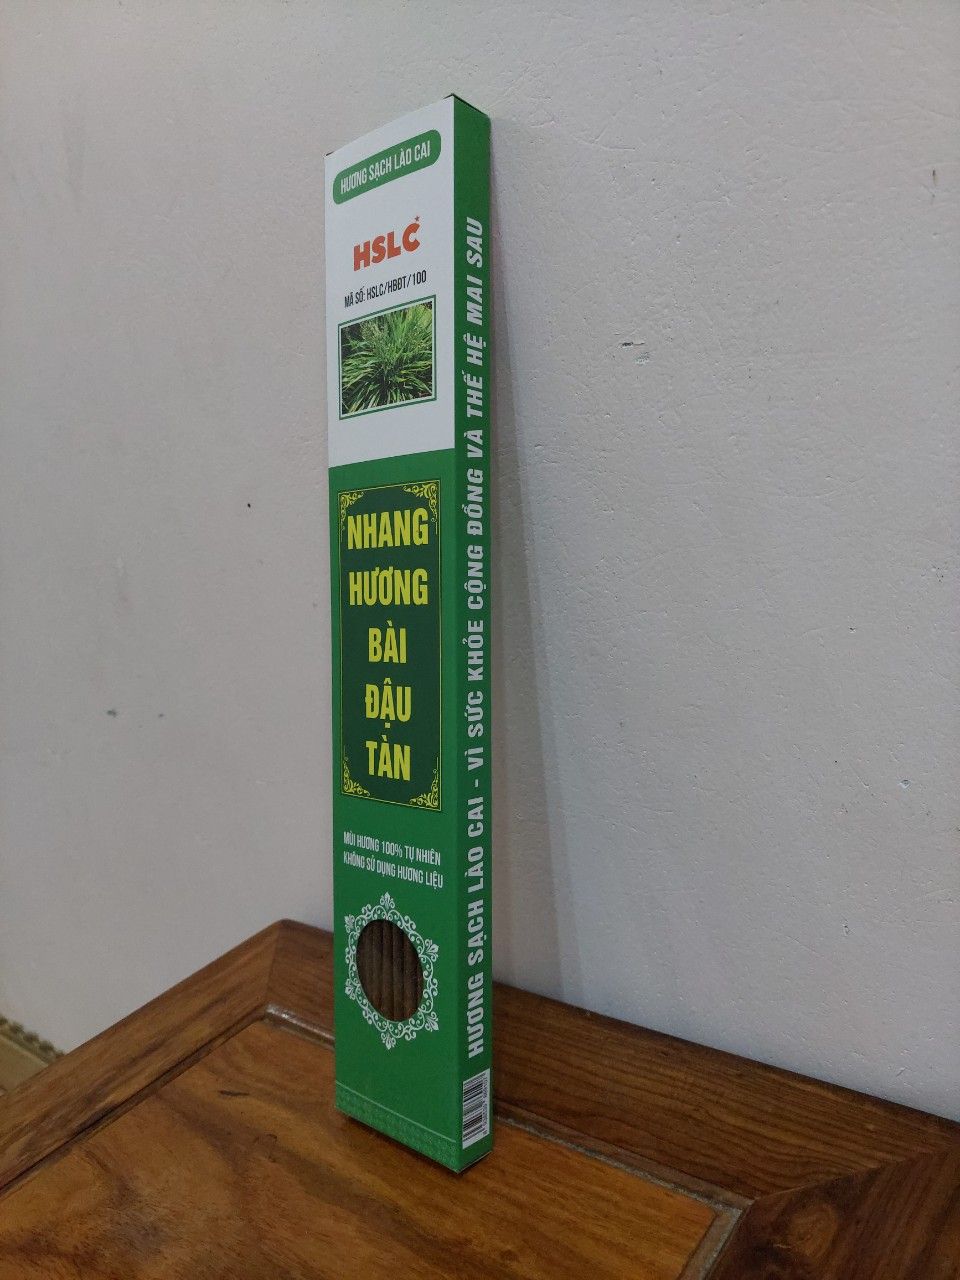 HƯƠNG SẠCH LÀO CAI
HSLC
MÃ SỐ: HSLC/HBĐT/100
NHANG
HƯƠNG
BÀI
ĐẬU
TÀN
MÙI HƯƠNG 100% TỰ NHIÊN
KHÔNG SỬ DỤNG HƯƠNG LIỆU
HƯƠNG SẠCH LÀO CAI - VÌ SỨC KHỎE CỘNG ĐỒNG VÀ THẾ HỆ MAI SAU